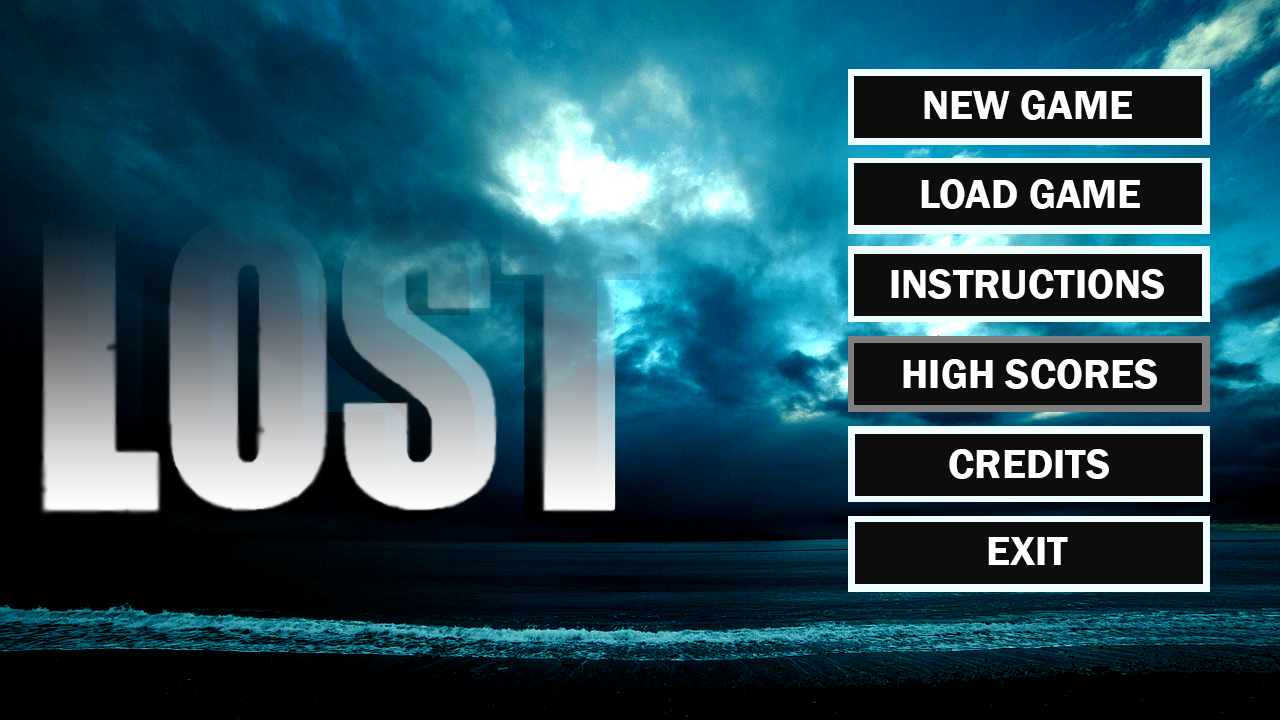 LOST
NEW GAME
LOAD GAME
INSTRUCTIONS
HIGH SCORES
CREDITS
EXIT